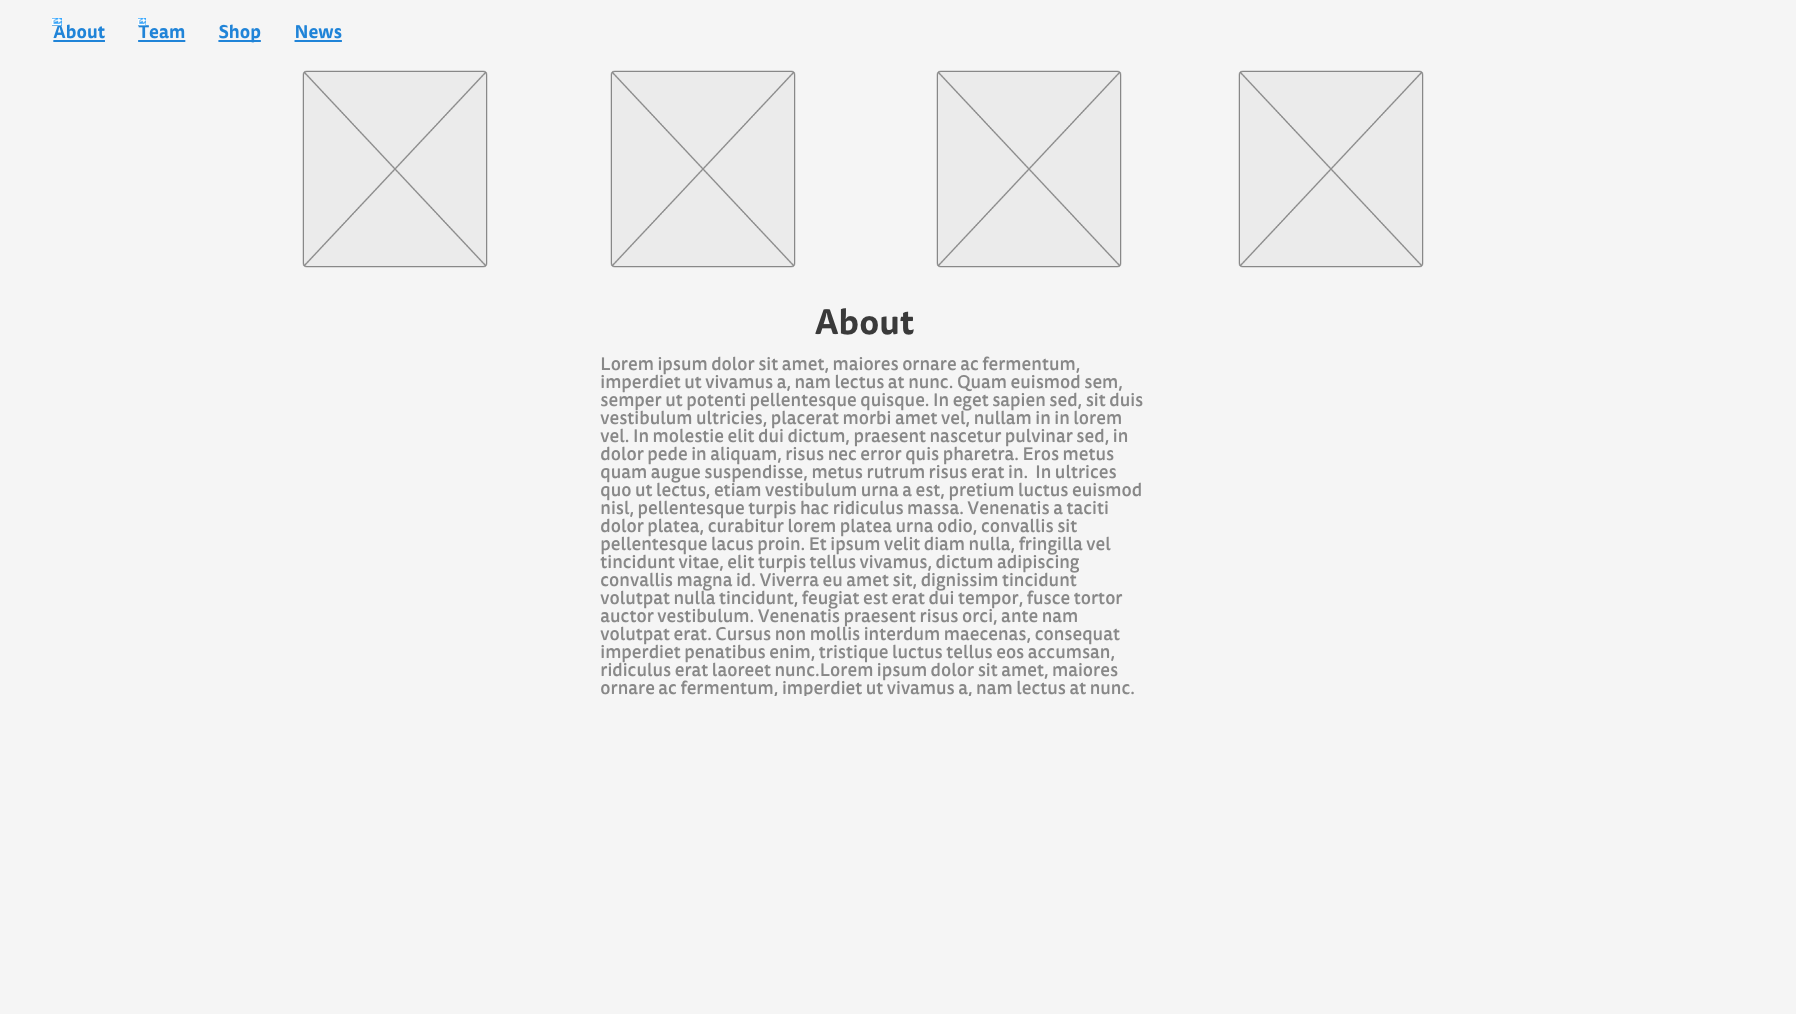 About Team Shop News
About
Lorem ipsum dolor sit amet, maiores ornare ac fermentum,
imperdiet ut vivamus a, nam lectus at nunc. Quam euismod sem,
semper ut potenti pellentesque quisque. In eget sapien sed, sit duis
vestibulum ultricies, placerat morbi amet vel, nullam in in lorem
vel. In molestie elit dui dictum, praesent nascetur pulvinar sed, in
dolor pede in aliquam, risus nec error quis pharetra. Eros metus
quam augue suspendisse, metus rutrum risus erat in.  In ultrices
quo ut lectus, etiam vestibulum urna a est, pretium luctus euismod
nisl, pellentesque turpis hac ridiculus massa. Venenatis a taciti
dolor platea, curabitur lorem platea urna odio, convallis sit
pellentesque lacus proin. Et ipsum velit diam nulla, fringilla vel
tincidunt vitae, elit turpis tellus vivamus, dictum adipiscing
convallis magna id. Viverra eu amet sit, dignissim tincidunt
volutpat nulla tincidunt, feugiat est erat dui tempor, fusce tortor
auctor vestibulum. Venenatis praesent risus orci, ante nam
volutpat erat. Cursus non mollis interdum maecenas, consequat
imperdiet penatibus enim, tristique luctus tellus eos accumsan,
ridiculus erat laoreet nunc.Lorem ipsum dolor sit amet, maiores
ornare ac fermentum, imperdiet ut vivamus a, nam lectus at nunc.